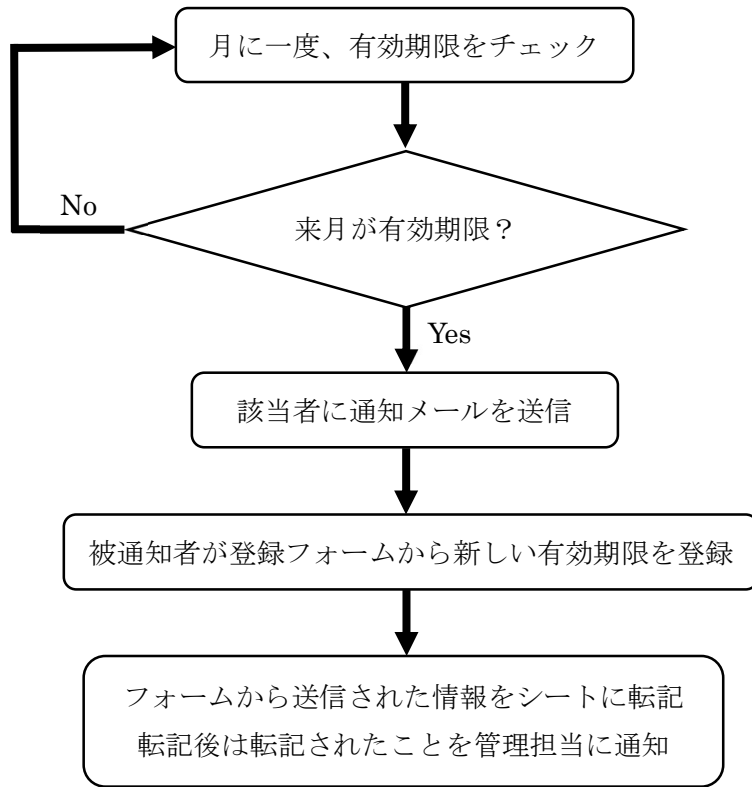 月に一度、有効期限をチェック
来月が有効期限？
No
Yes
該当者に通知メールを送信
被通知者が登録フォームから新しい有効期限を登録
フォームから送信された情報をシートに転記
転記後は転記されたことを管理担当に通知